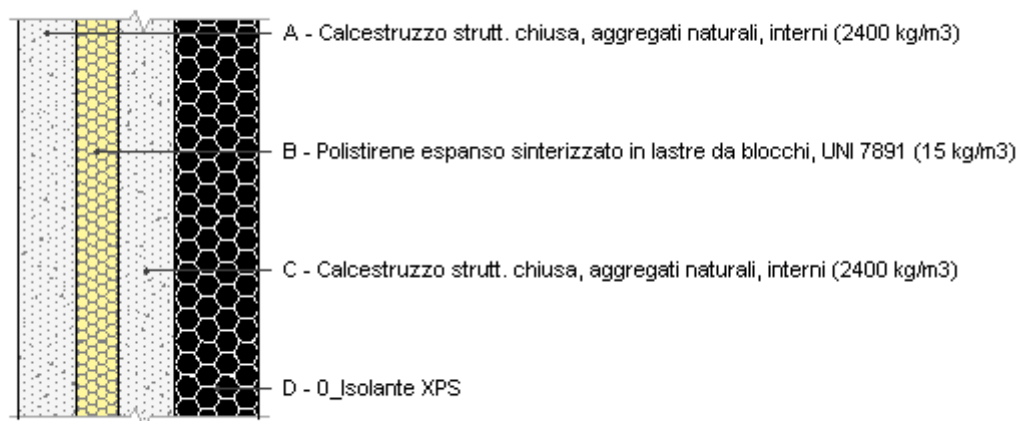 A - Calcestruzzo strutt. chiusa, aggregati naturali, interni (2400 kg/m3)
B - Polistirene espanso sinterizzato in lastre da blocchi, UNI 7891 (15 kg/m3)
C - Calcestruzzo strutt. chiusa, aggregati naturali, interni (2400 kg/m3)
D - 0_Isolante XPS